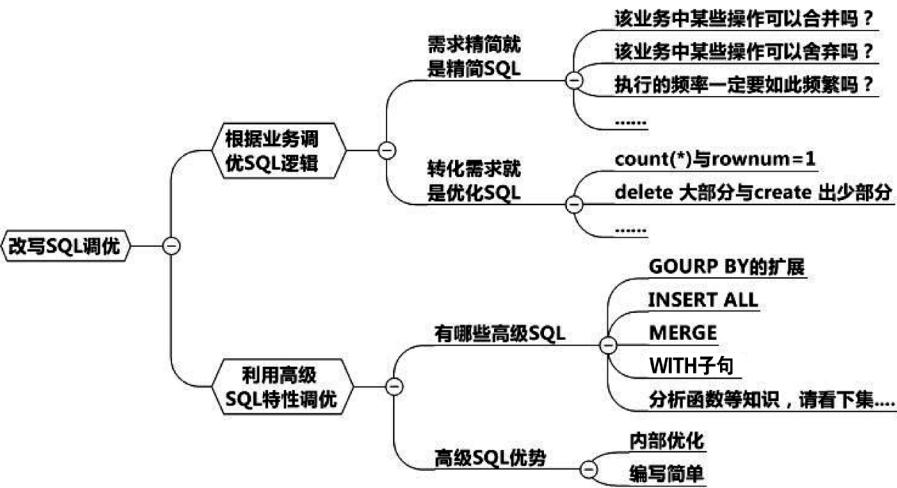 改写SQL调优
根据业务调
优SQL逻辑
需求精简就
是精简SQL
该业务中某些操作可以合并吗？
该业务中某些操作可以舍弃吗？
执行的频率一定要如此频繁吗？
......
转化需求就
是优化SQL
count(*)与rownum=1
delete 大部分与create 出少部分
......
利用高级
SQL特性调优
有哪些高级SQL
GOURP BY的扩展
INSERT ALL
MERGE
WITH子句
分析函数等知识，请看下集....
高级SQL优势
内部优化
编写简单